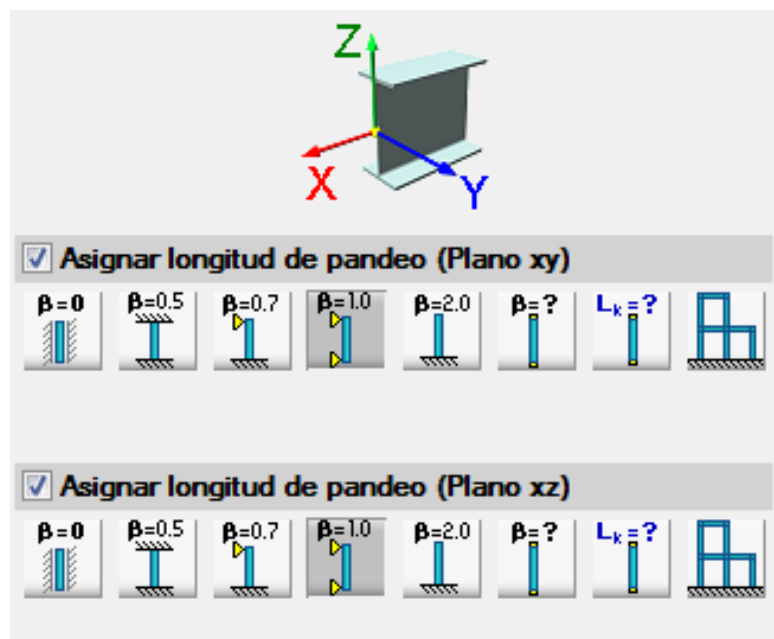 Z
X
Y
Asignar longitud de pandeo (Plano xy)
β=0 β=0.5 β=0.7 β=1.0 β=2.0 β=? Lk=?
Asignar longitud de pandeo (Plano xz)
β=0 β=0.5 β=0.7 β=1.0 β=2.0 β=? Lk=?